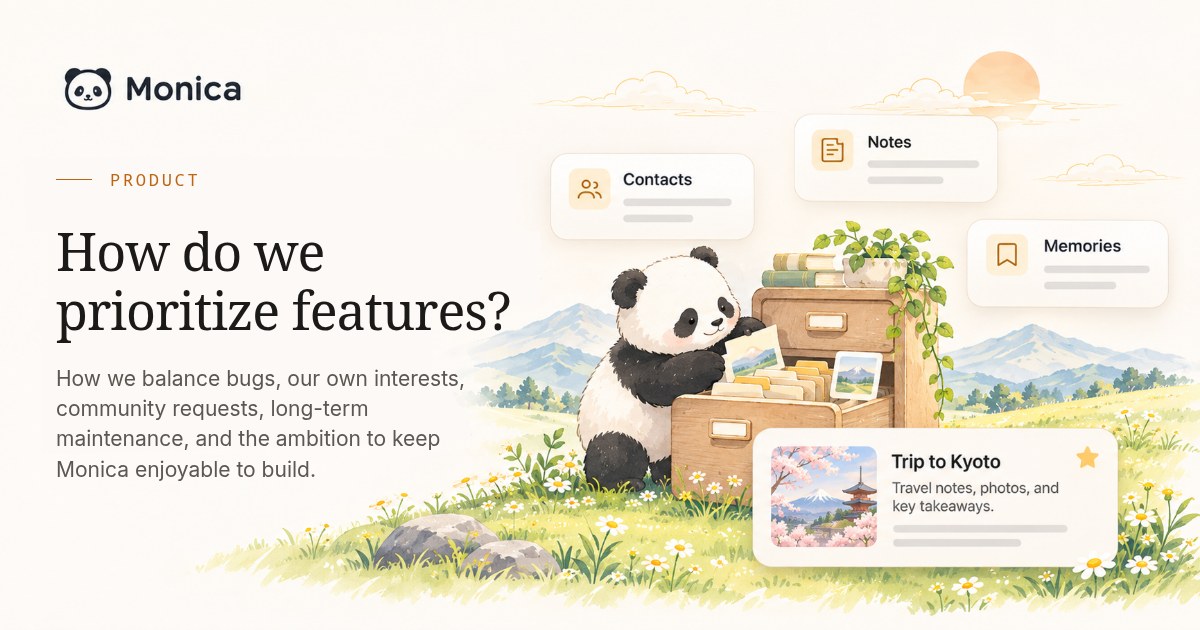 Monica
PRODUCT
How do we
prioritize features?
How we balance bugs, our own interests,
community requests, long-term
maintenance, and the ambition to keep
Monica enjoyable to build.
Contacts
Notes
Memories
Trip to Kyoto
Travel notes, photos, and
key takeaways.